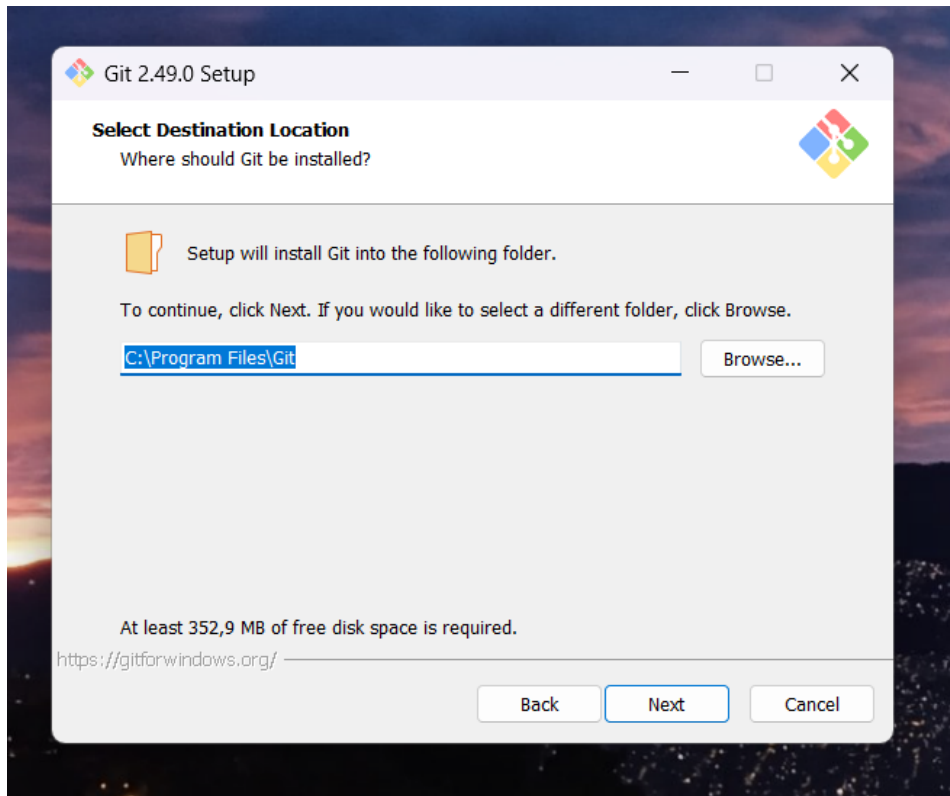 Git 2.49.0 Setup
Select Destination Location
Where should Git be installed?
Setup will install Git into the following folder.
To continue, click Next. If you would like to select a different folder, click Browse.
C:\Program Files\Git
Browse...
At least 352,9 MB of free disk space is required.
https://gitforwindows.org/
Back
Next
Cancel